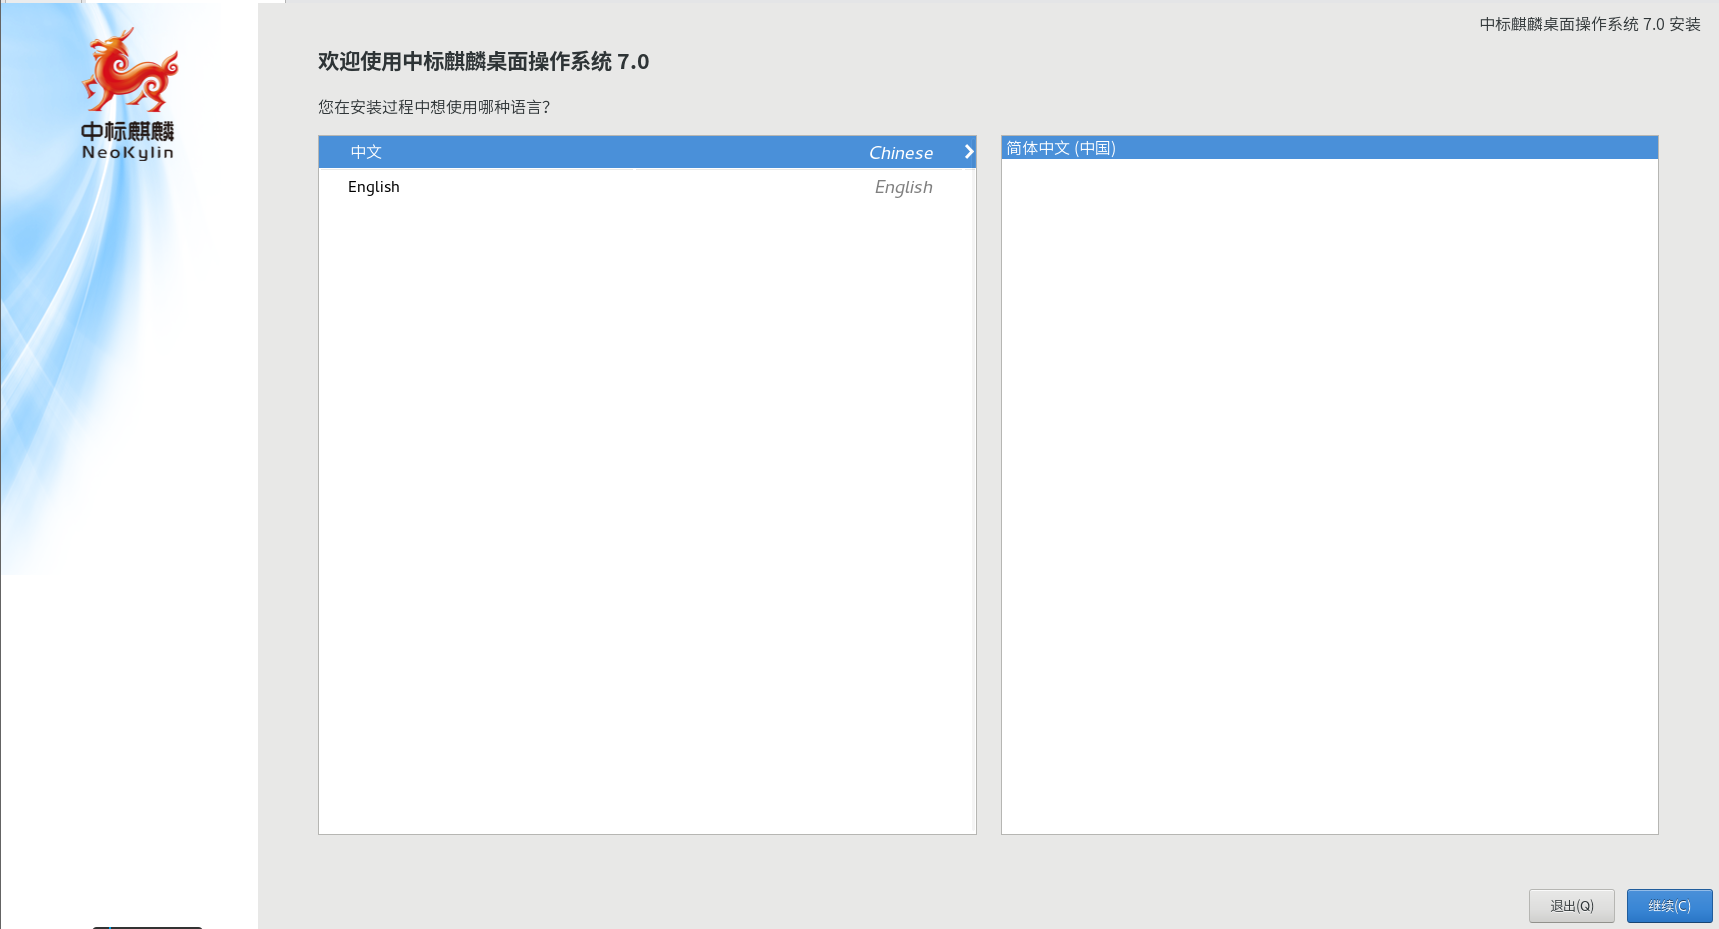 中标麒麟
NeoKylin
中标麒麟桌面操作系统 7.0 安装
欢迎使用中标麒麟桌面操作系统 7.0
您在安装过程中想使用哪种语言?
中文 Chinese
English English
简体中文 (中国)
退出(Q) 继续(C)